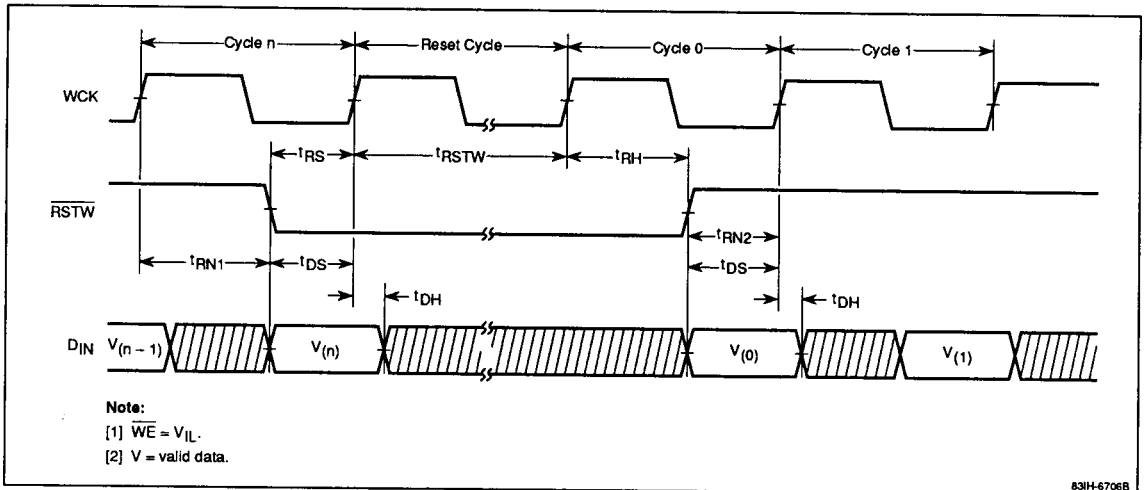 Cycle n Reset Cycle Cycle 0 Cycle 1
WCK
tRS tRSTW tRH
RSTW
tRN2
tRN1 tDS tDS
tDH tDH
DIN V(n – 1) V(n) V(0) V(1)
Note:
[1] WE = VIL.
[2] V = valid data.
83IH-6706B